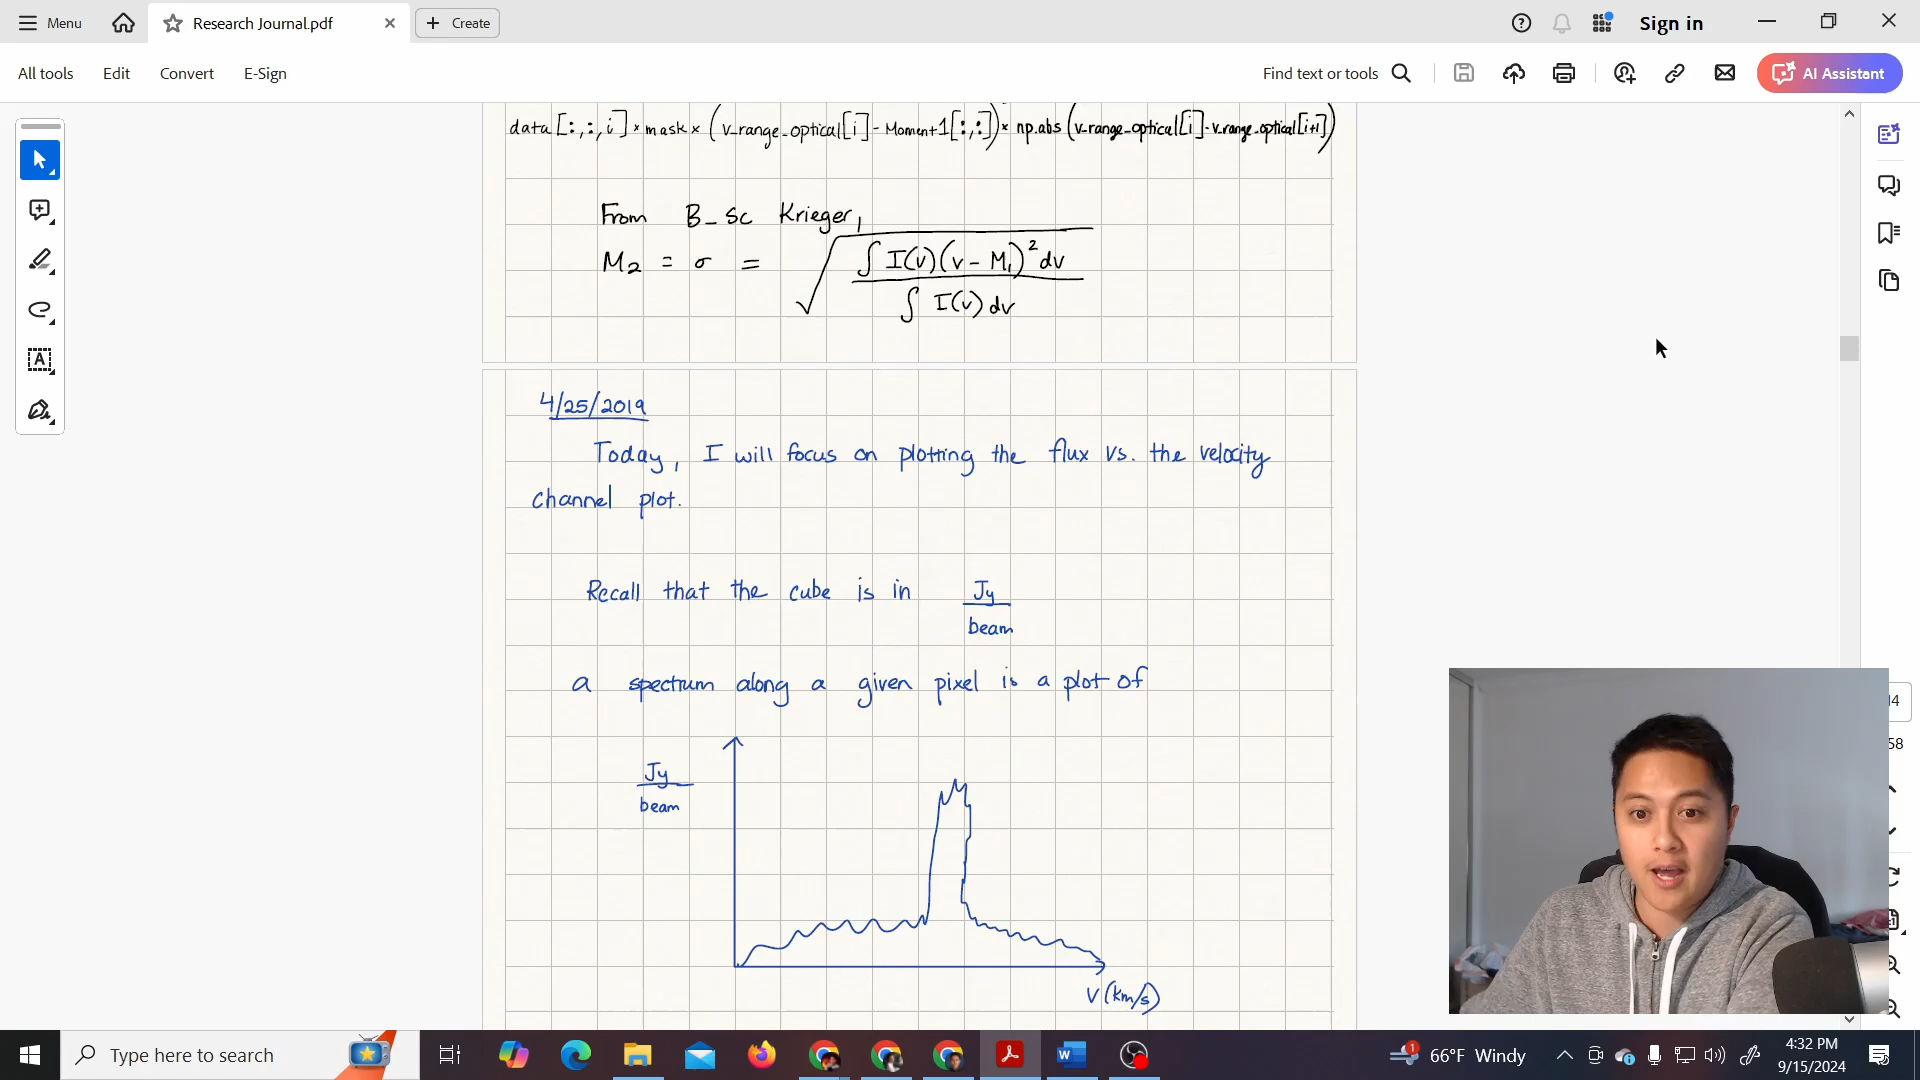 Menu
Research Journal.pdf
Create
Sign in
All tools
Edit
Convert
E-Sign
Find text or tools
AI Assistant
data [:,:,i] × mask × (v_range_optical[i] - Moment1[:,:]) × np.abs (v_range_optical[i] - v_range_optical[i+1])
From B_Sc Krieger,
M2 = σ = √ ∫ I(v)(v - M1)² dv
∫ I(v) dv
4/25/2019
Today, I will focus on plotting the flux vs. the velocity
channel plot.
Recall that the cube is in Jy
beam
a spectrum along a given pixel is a plot of
Jy
beam
V (km/s)
14
58
Type here to search
1
66°F Windy
4:32 PM
9/15/2024